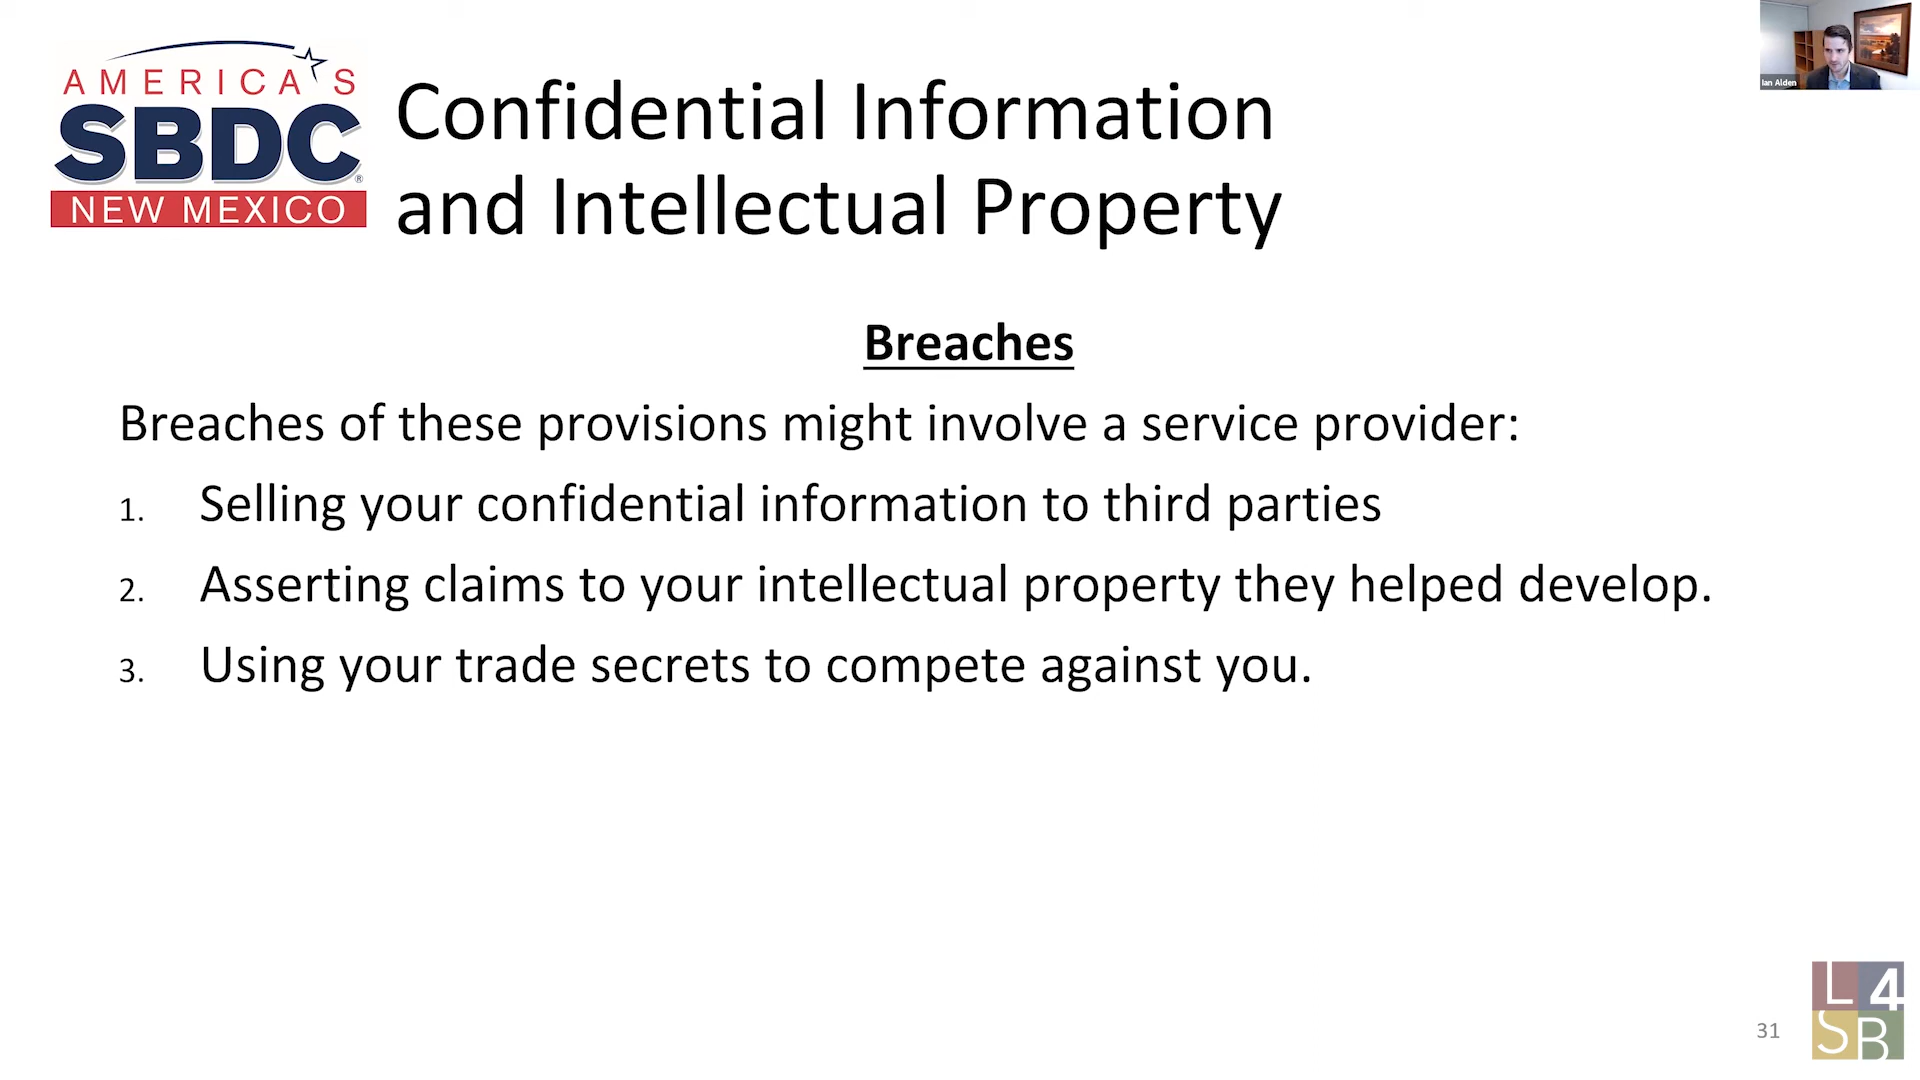 AMERICA'S
SBDC®
NEW MEXICO
Confidential Information
and Intellectual Property
Ian Alden
Breaches
Breaches of these provisions might involve a service provider:
1. Selling your confidential information to third parties
2. Asserting claims to your intellectual property they helped develop.
3. Using your trade secrets to compete against you.
31
L4
SB